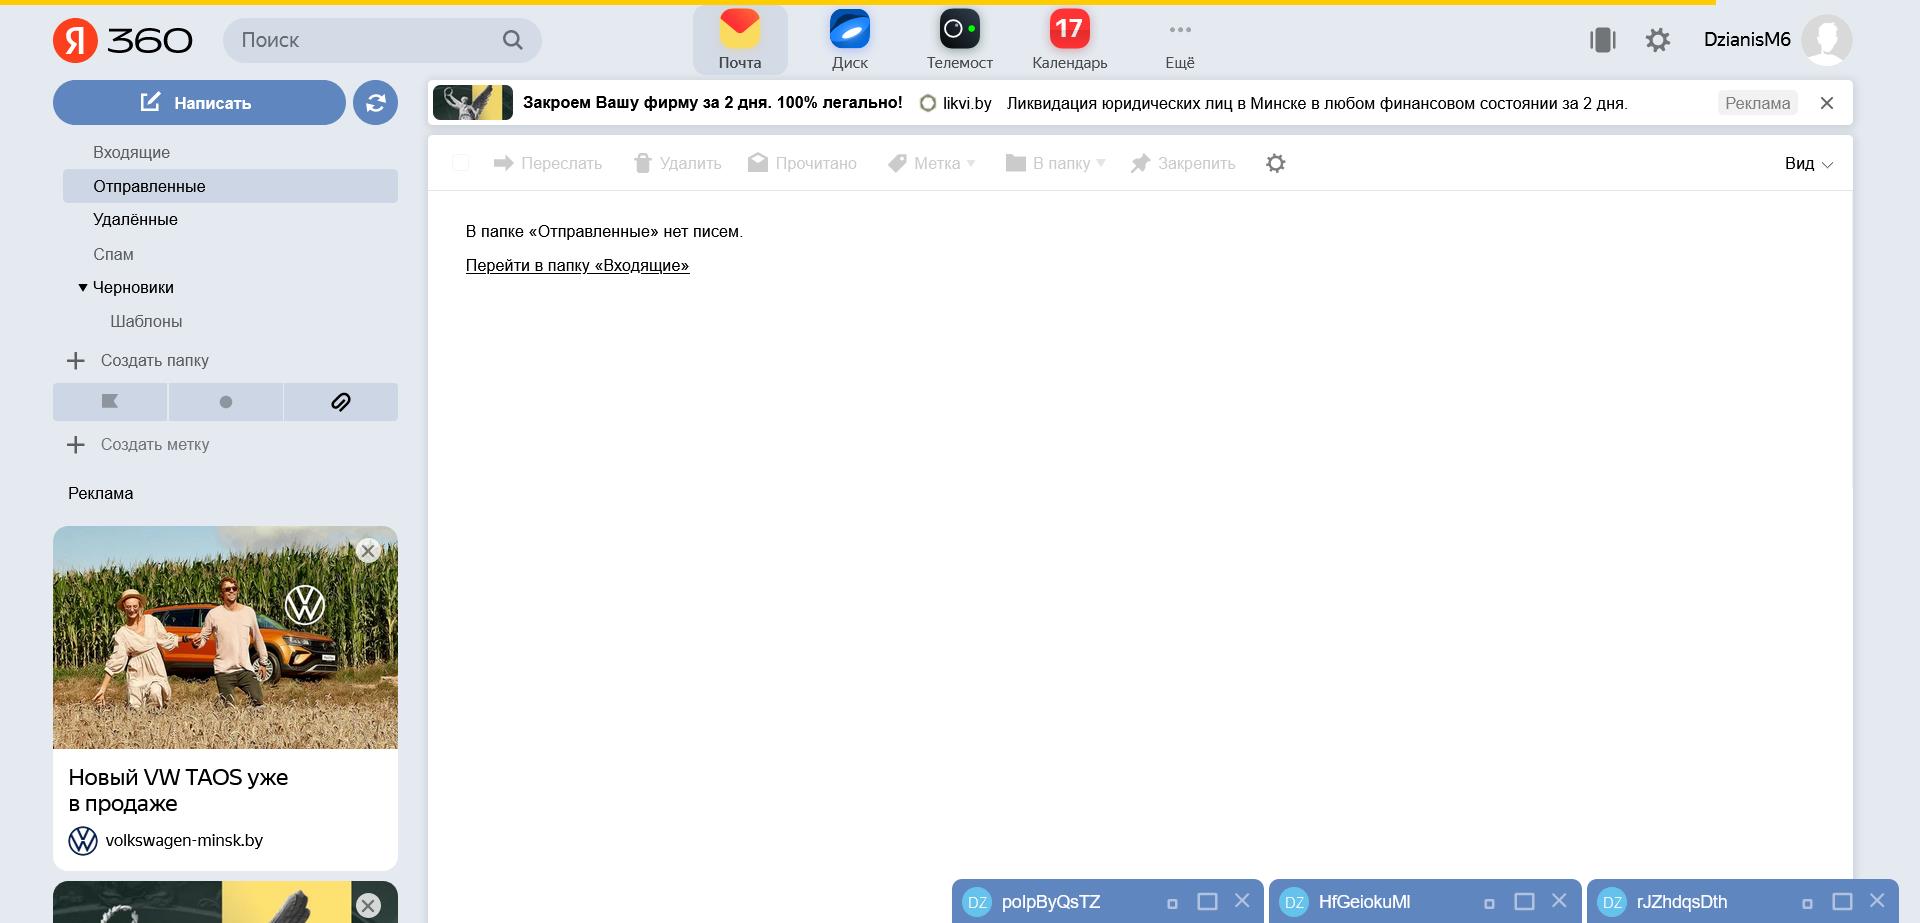 Я 360
Поиск
Почта
Диск
Телемост
17
Календарь
Ещё
DzianisM6
Написать
Закроем Вашу фирму за 2 дня. 100% легально!
likvi.by
Ликвидация юридических лиц в Минске в любом финансовом состоянии за 2 дня.
Реклама
Входящие
Отправленные
Удалённые
Спам
Черновики
Шаблоны
Создать папку
Создать метку
Переслать
Удалить
Прочитано
Метка
В папку
Закрепить
Вид
В папке «Отправленные» нет писем.
Перейти в папку «Входящие»
Реклама
Новый VW TAOS уже
в продаже
volkswagen-minsk.by
DZ poIpByQsTZ
DZ HfGeiokuMl
DZ rJZhdqsDth